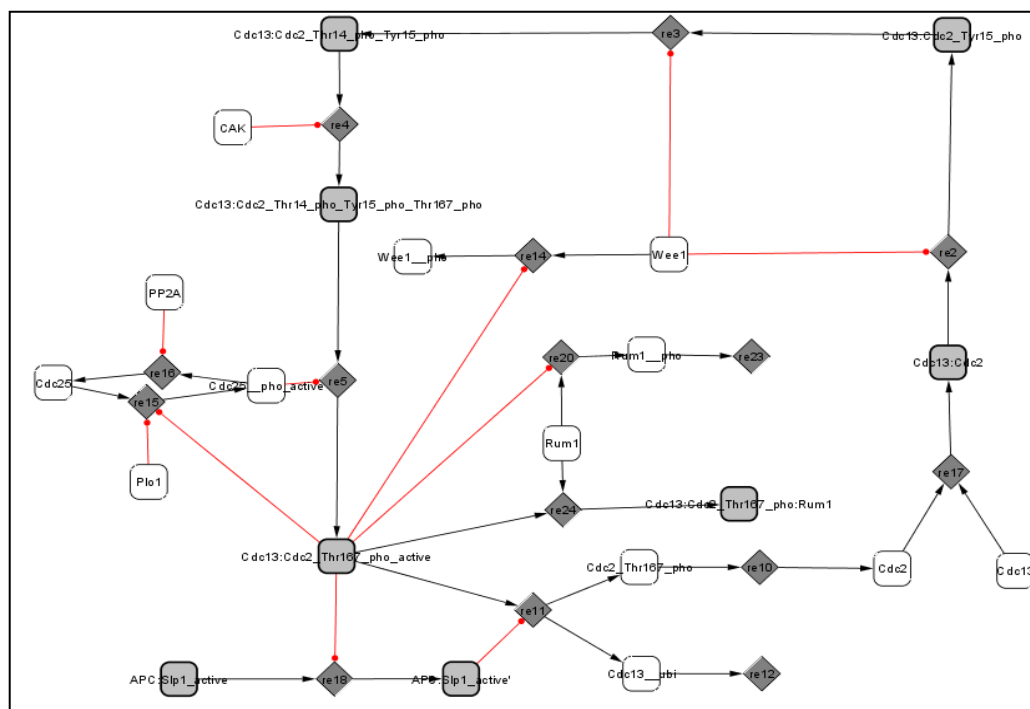 Cdc13:Cdc2_Thr14_pho_Tyr15_pho
re3
Cdc13:Cdc2_Tyr15_pho
CAK
re4
Cdc13:Cdc2_Thr14_pho_Tyr15_pho_Thr167_pho
Wee1__pho
re14
Wee1
re2
PP2A
re16
Cdc25
Cdc25__pho_active
re5
re15
re20
Rum1__pho
re23
Cdc13:Cdc2
Plo1
Rum1
re17
Cdc13:Cdc2_Thr167_pho:Rum1
re24
Cdc13:Cdc2_Thr167_pho_active
Cdc2_Thr167_pho
re10
Cdc2
Cdc13
re11
APC:Slp1_active
re18
APC:Slp1_active'
Cdc13__ubi
re12